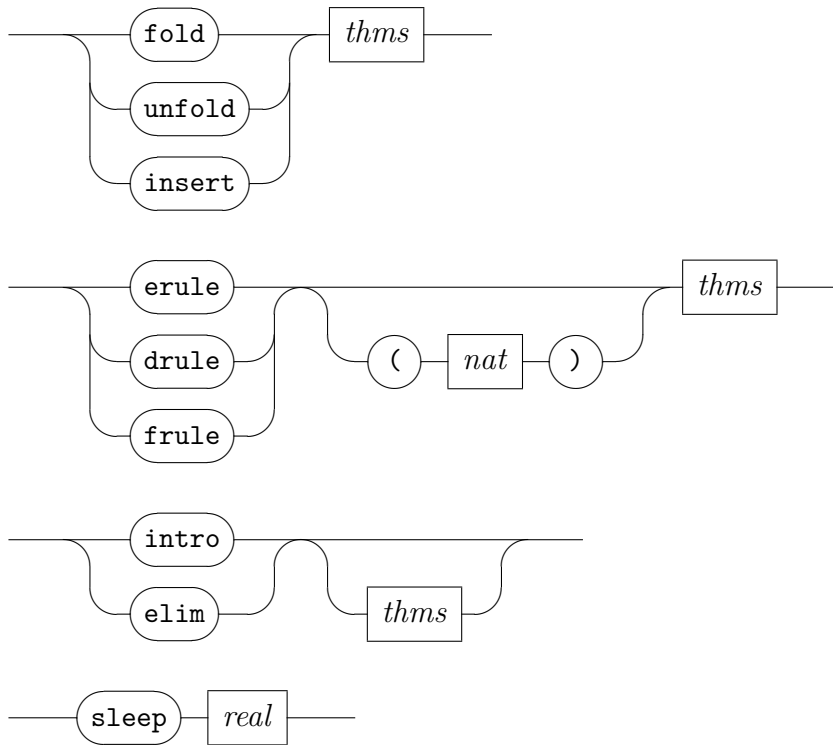 fold thms
unfold
insert
erule thms
drule ( nat )
frule
intro
elim thms
sleep real